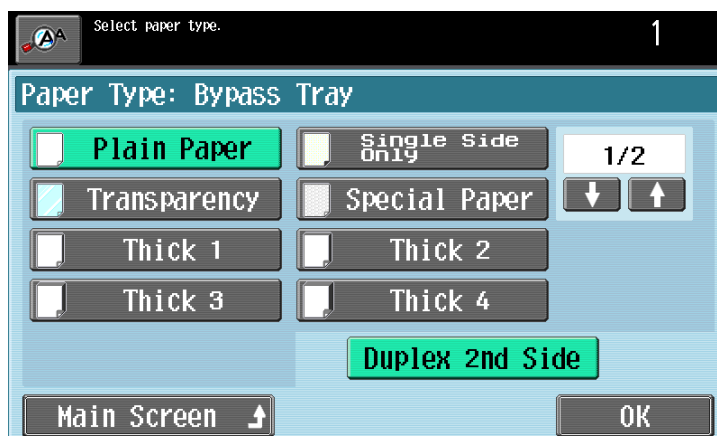 Select paper type.
1
Paper Type: Bypass Tray
Plain Paper
Single Side
Only
1/2
Transparency
Special Paper
Thick 1
Thick 2
Thick 3
Thick 4
Duplex 2nd Side
Main Screen
OK